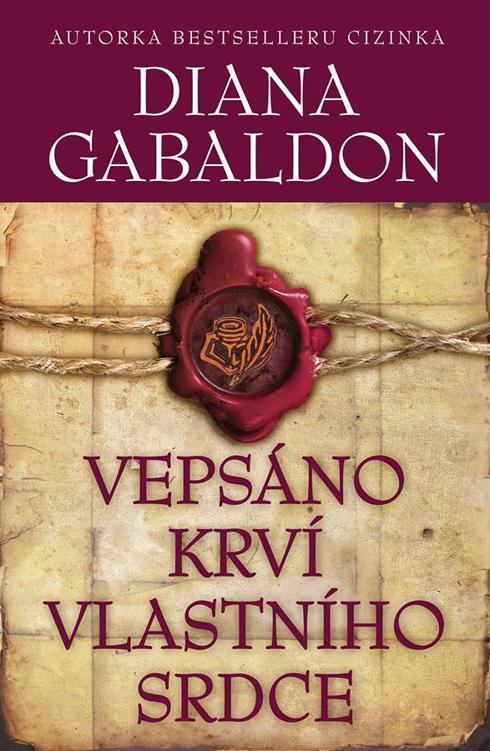 AUTORKA BESTSELLERU CIZINKA
DIANA
GABALDON
VEPSÁNO
KRVÍ
VLASTNÍHO
SRDCE